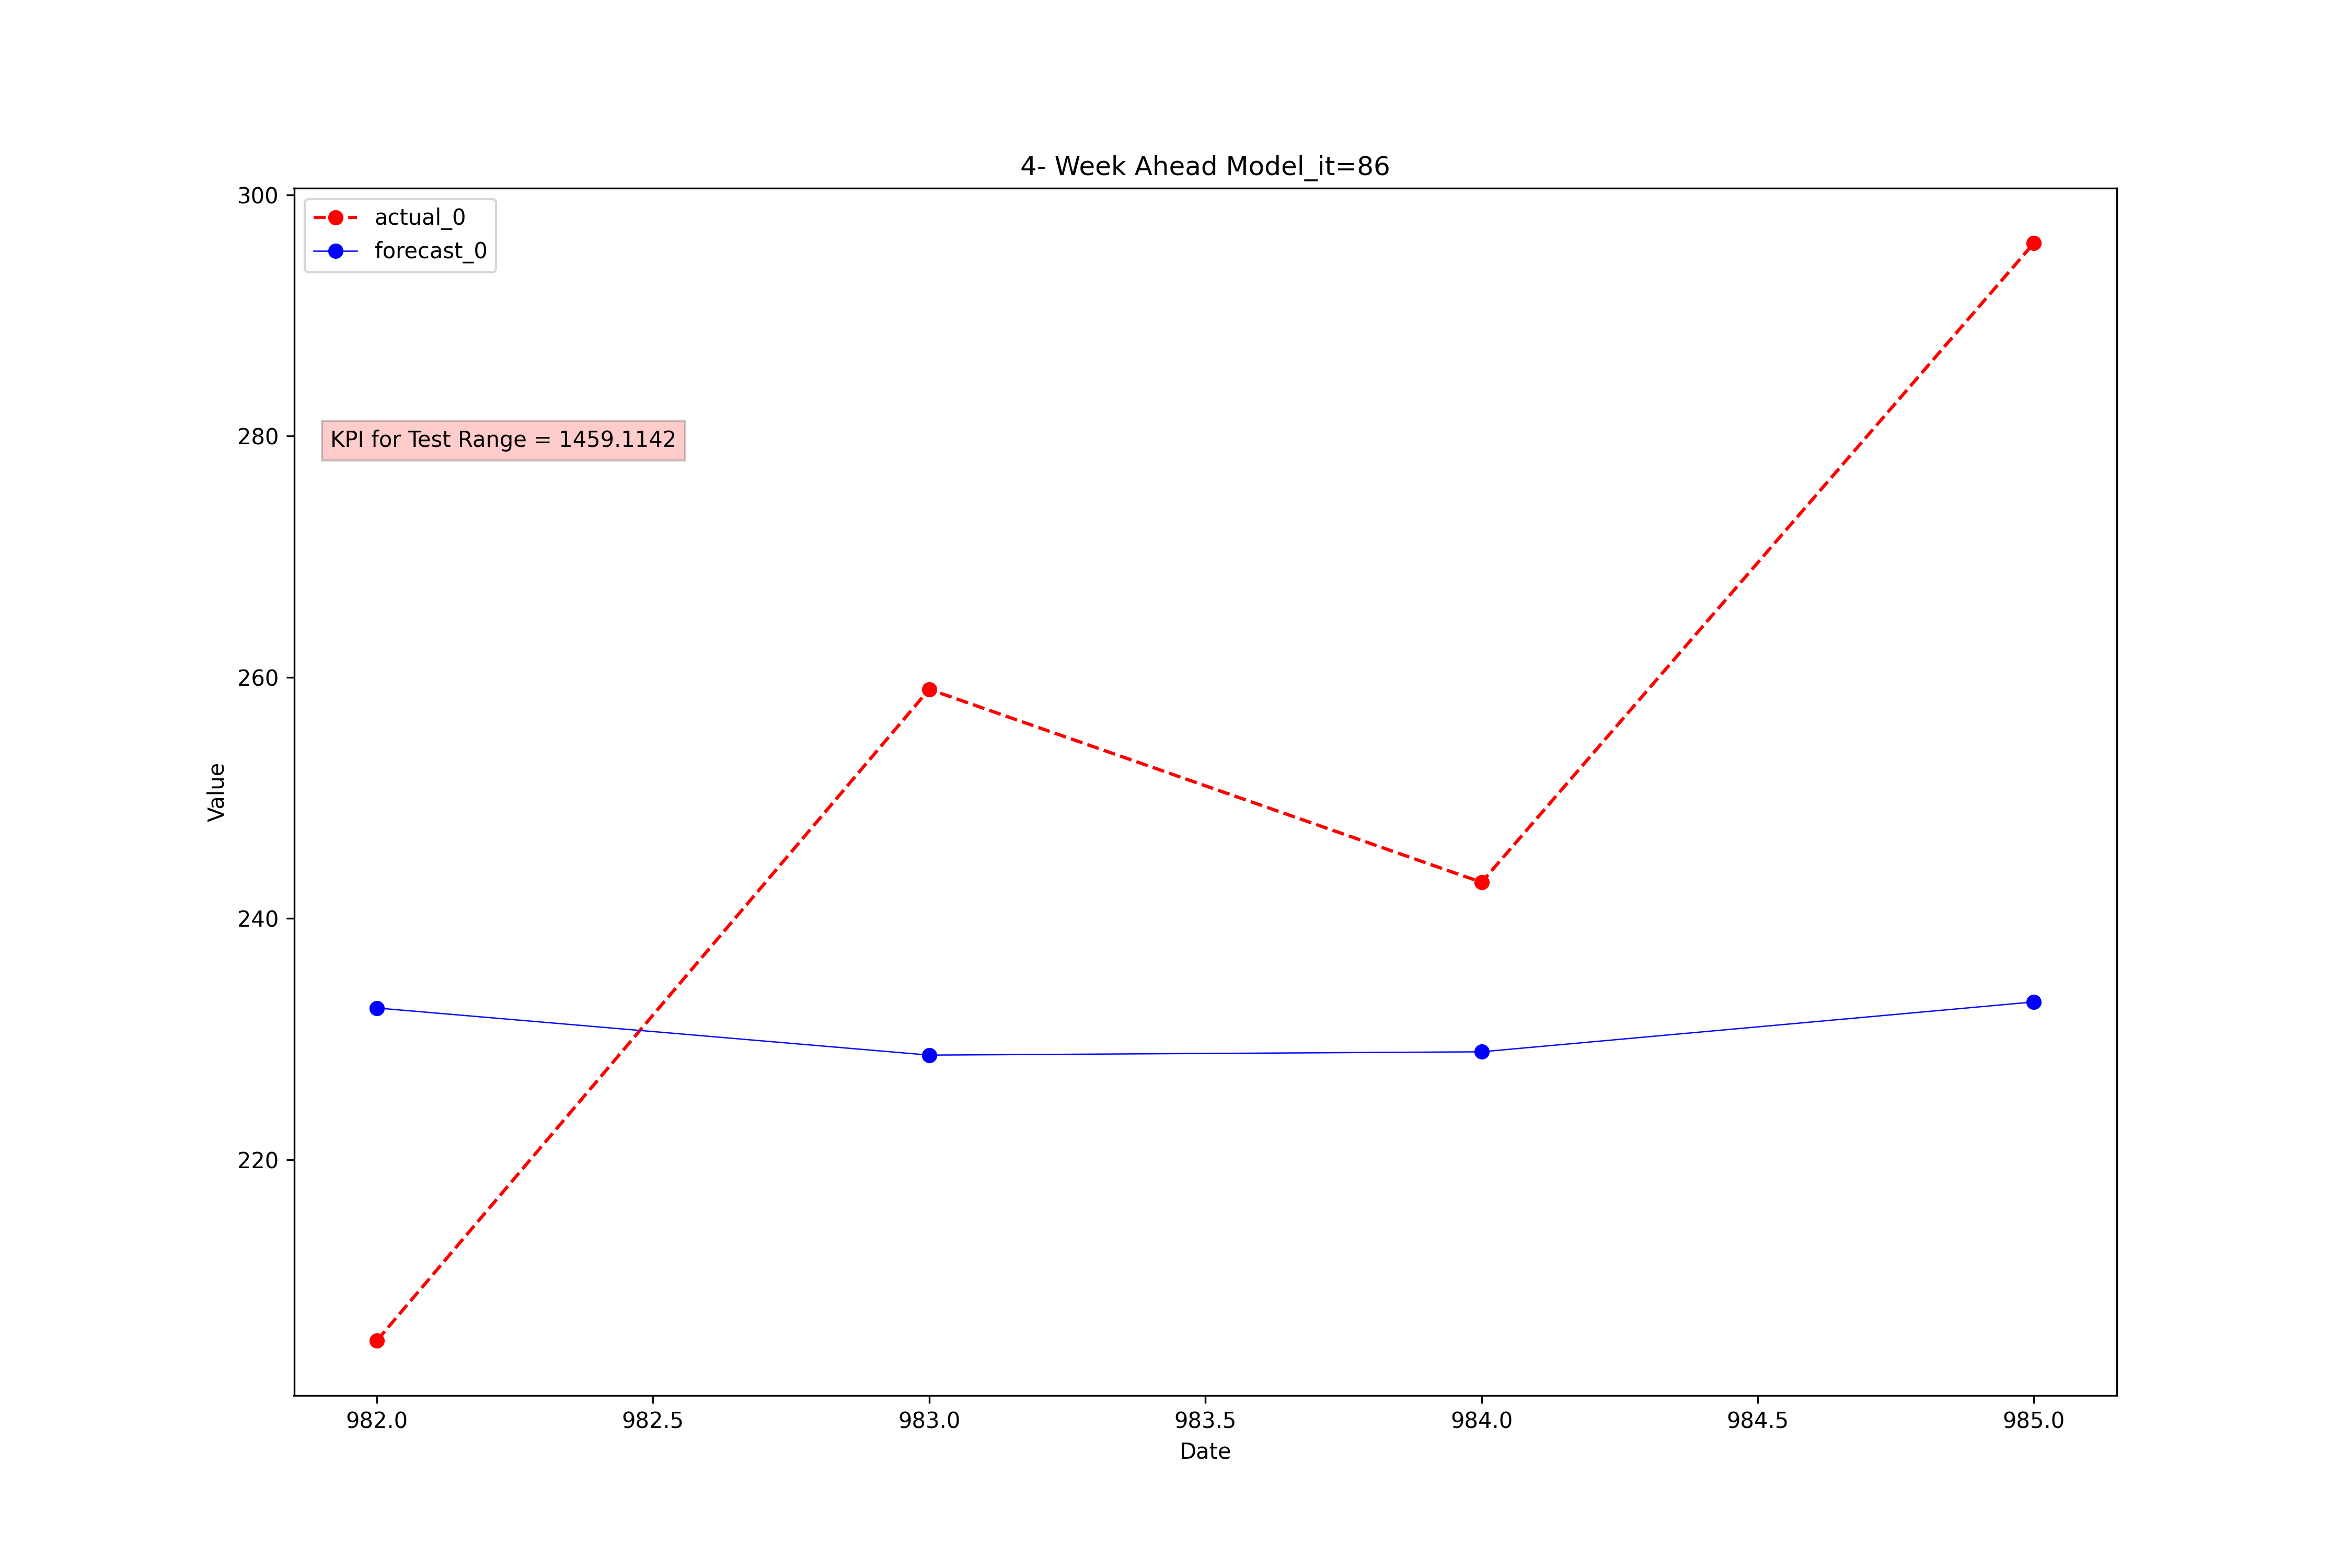 4- Week Ahead Model_it=86
300
actual_0
forecast_0
280
KPI for Test Range = 1459.1142
260
Value
240
220
982.0 982.5 983.0 983.5 984.0 984.5 985.0
Date